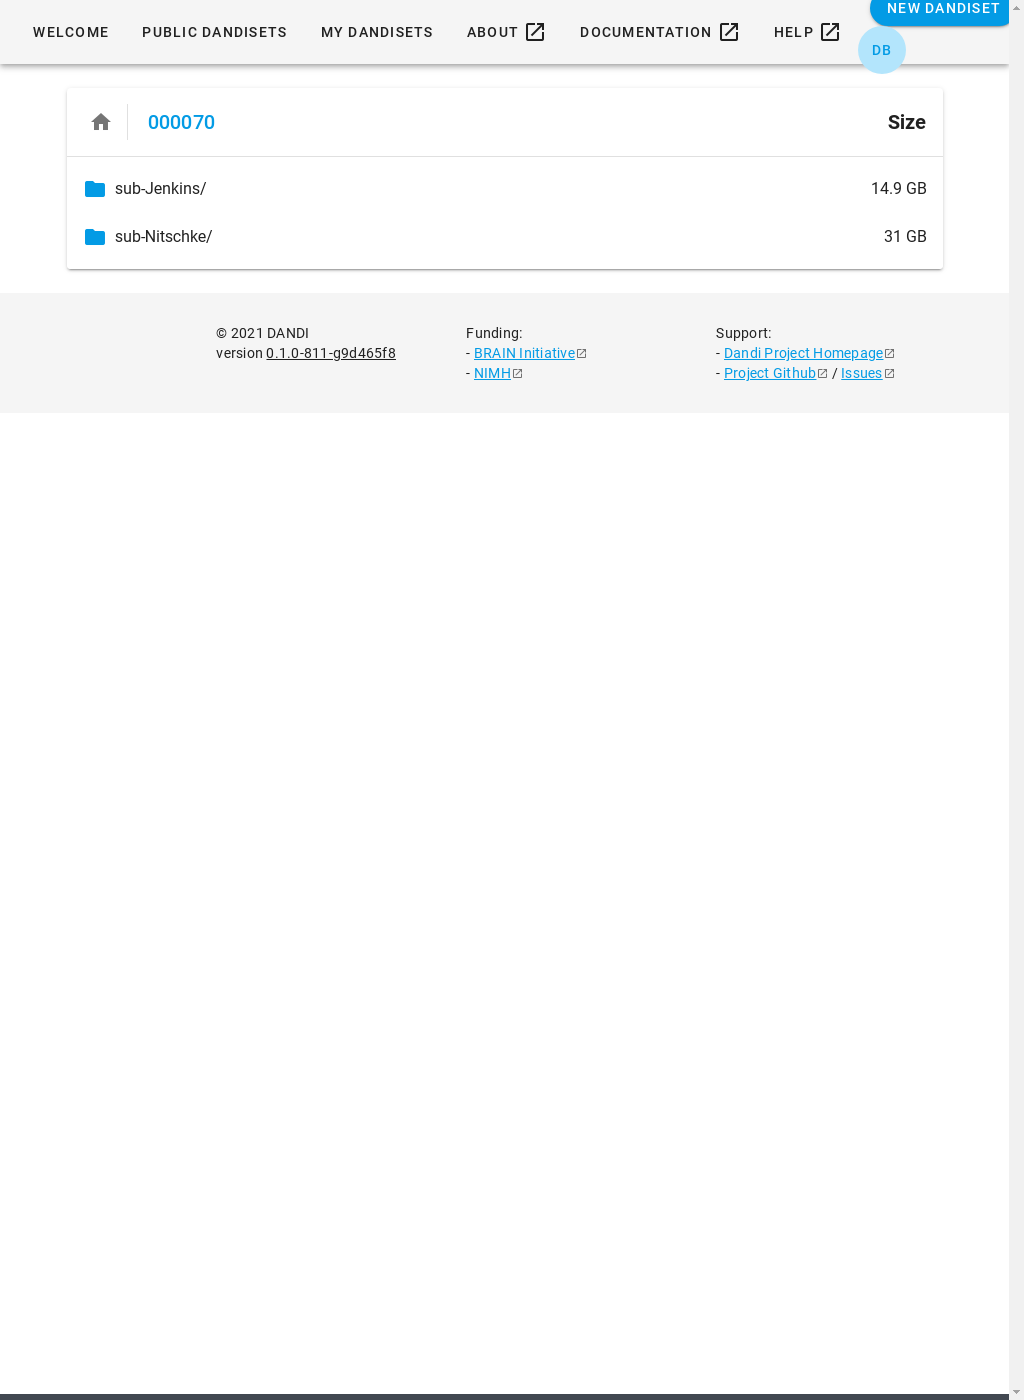 NEW DANDISET
WELCOME PUBLIC DANDISETS MY DANDISETS ABOUT DOCUMENTATION HELP
DB
000070 Size
sub-Jenkins/ 14.9 GB
sub-Nitschke/ 31 GB
© 2021 DANDI
version 0.1.0-811-g9d465f8
Funding:
- BRAIN Initiative
- NIMH
Support:
- Dandi Project Homepage
- Project Github / Issues